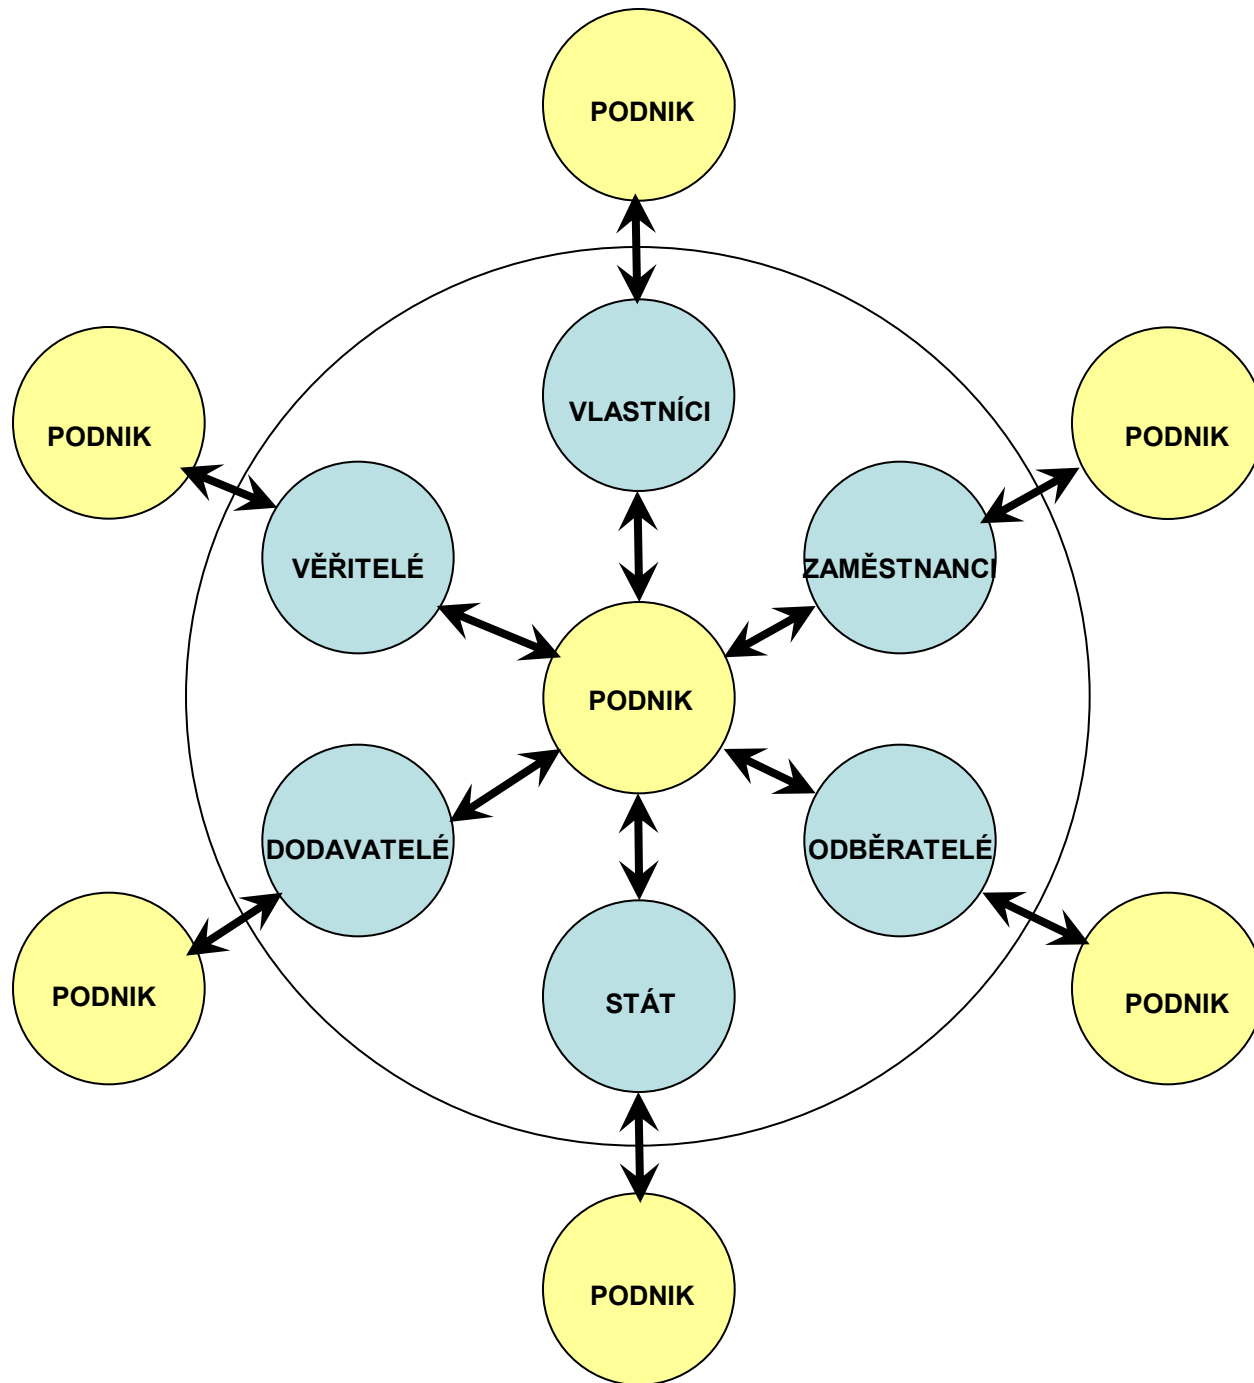 PODNIK
VLASTNÍCI
PODNIK
PODNIK
VĚŘITELÉ
ZAMĚSTNANCI
PODNIK
DODAVATELÉ
ODBĚRATELÉ
PODNIK
STÁT
PODNIK
PODNIK